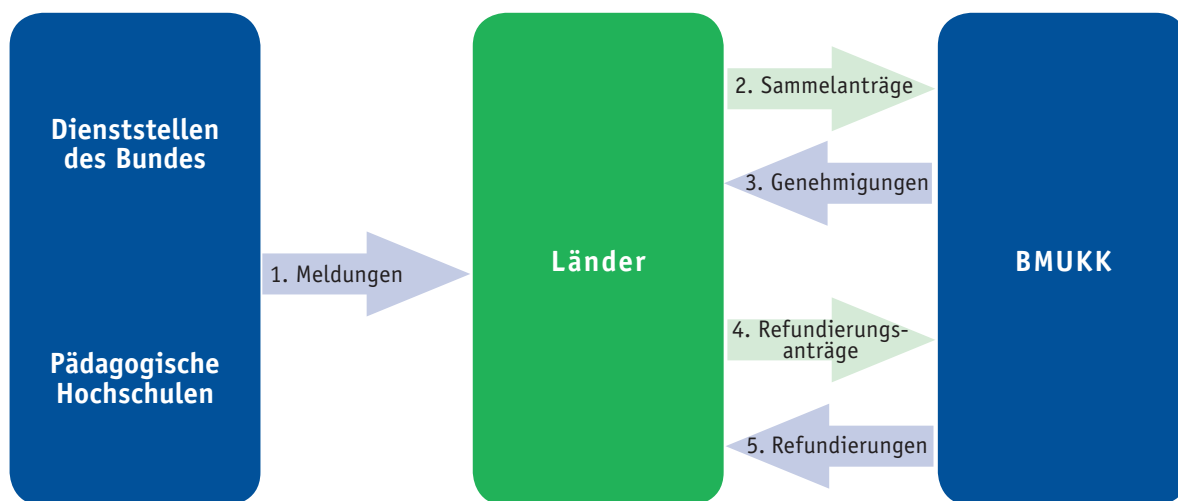 Dienststellen
des Bundes
Pädagogische
Hochschulen
1. Meldungen
Länder
2. Sammelanträge
3. Genehmigungen
4. Refundierungs-
anträge
5. Refundierungen
BMUKK